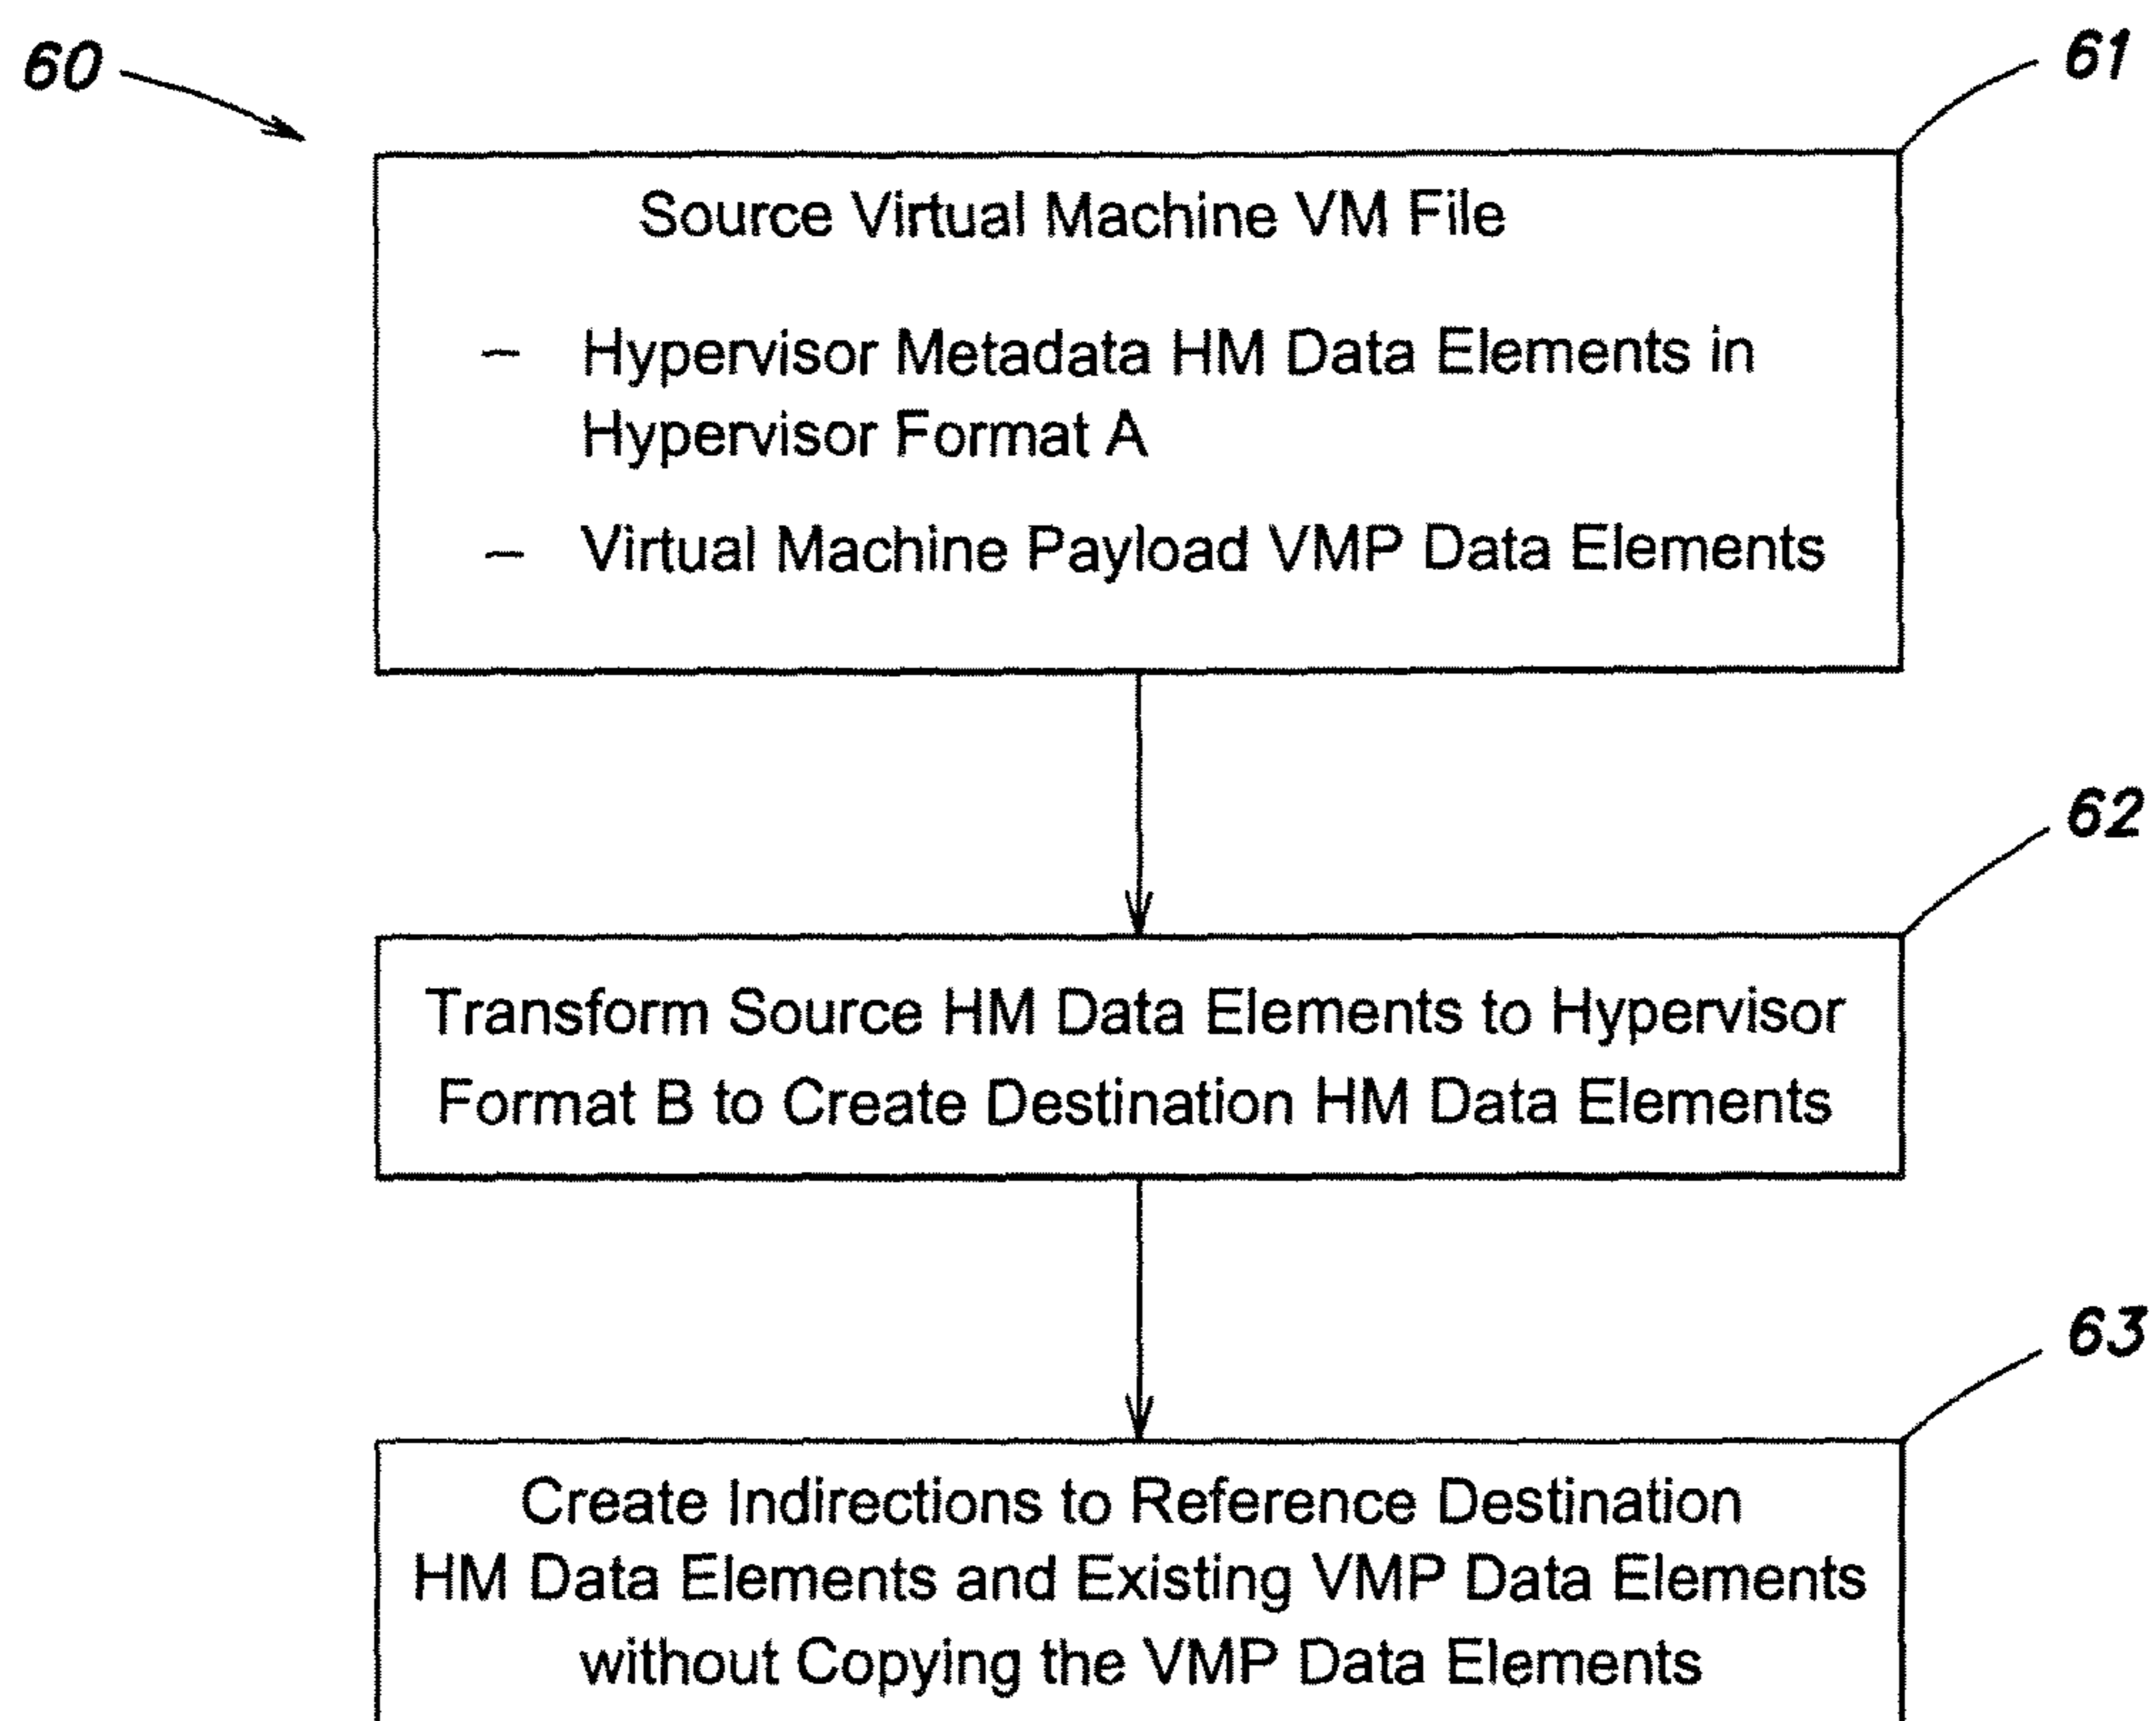 60
61
Source Virtual Machine VM File
– Hypervisor Metadata HM Data Elements in
Hypervisor Format A
– Virtual Machine Payload VMP Data Elements
62
Transform Source HM Data Elements to Hypervisor
Format B to Create Destination HM Data Elements
63
Create Indirections to Reference Destination
HM Data Elements and Existing VMP Data Elements
without Copying the VMP Data Elements